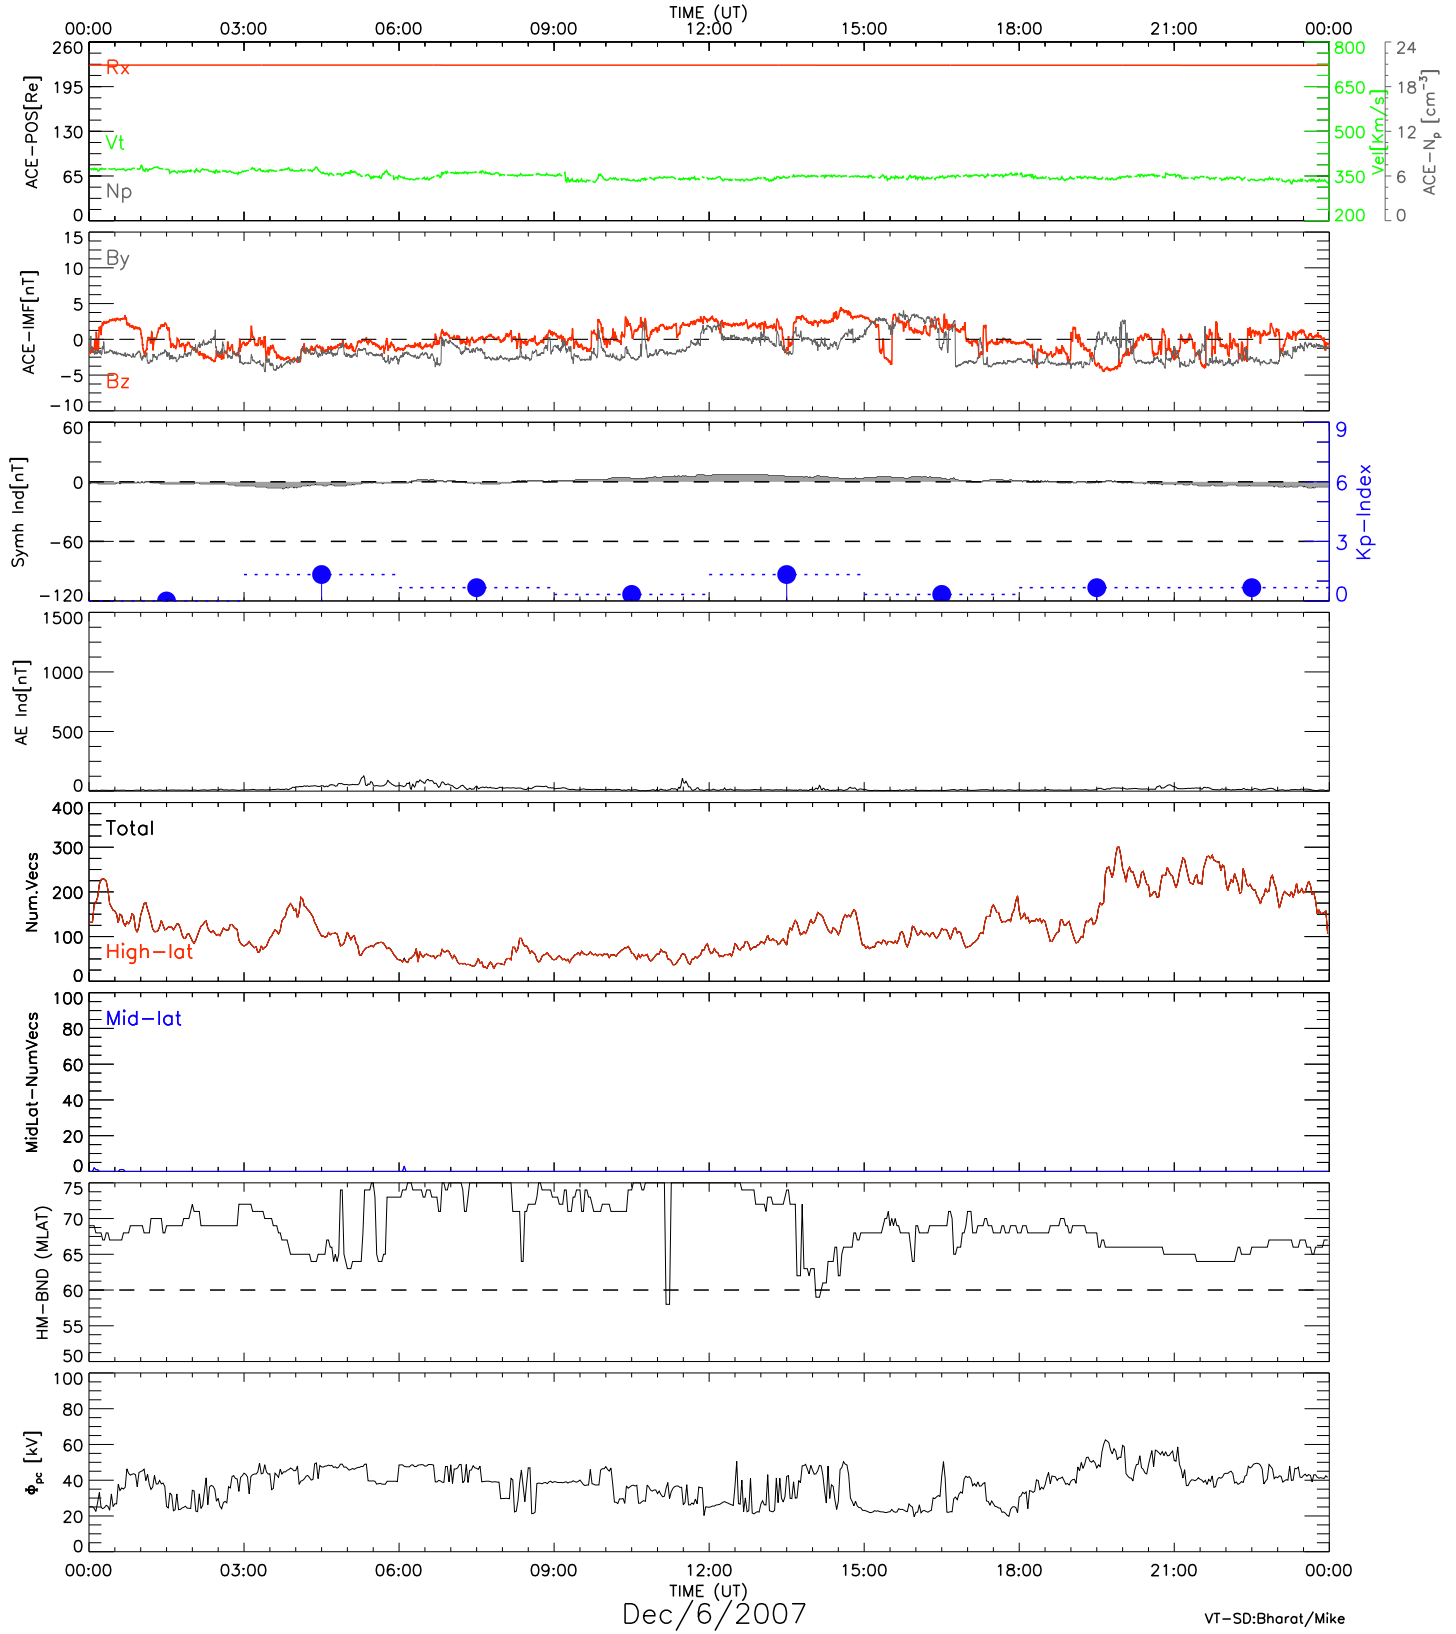 TIME (UT)
00:00 03:00 06:00 09:00 12:00 15:00 18:00 21:00 00:00
ACE-POS[Re]
260
195
130
65
0
Rx
Vt
Np
800
650
500
350
200
Vel[Km/s]
24
18
12
6
0
ACE-Np [cm⁻³]
ACE-IMF[nT]
15
10
5
0
-5
-10
By
Bz
Symh Ind[nT]
60
0
-60
-120
9
6
3
0
Kp-Index
AE Ind[nT]
1500
1000
500
0
Num.Vecs
400
300
200
100
0
Total
High-lat
MidLat-NumVecs
100
80
60
40
20
0
Mid-lat
HM-BND (MLAT)
75
70
65
60
55
50
Φpc [kV]
100
80
60
40
20
0
00:00 03:00 06:00 09:00 12:00 15:00 18:00 21:00 00:00
TIME (UT)
Dec/6/2007
VT-SD:Bharat/Mike